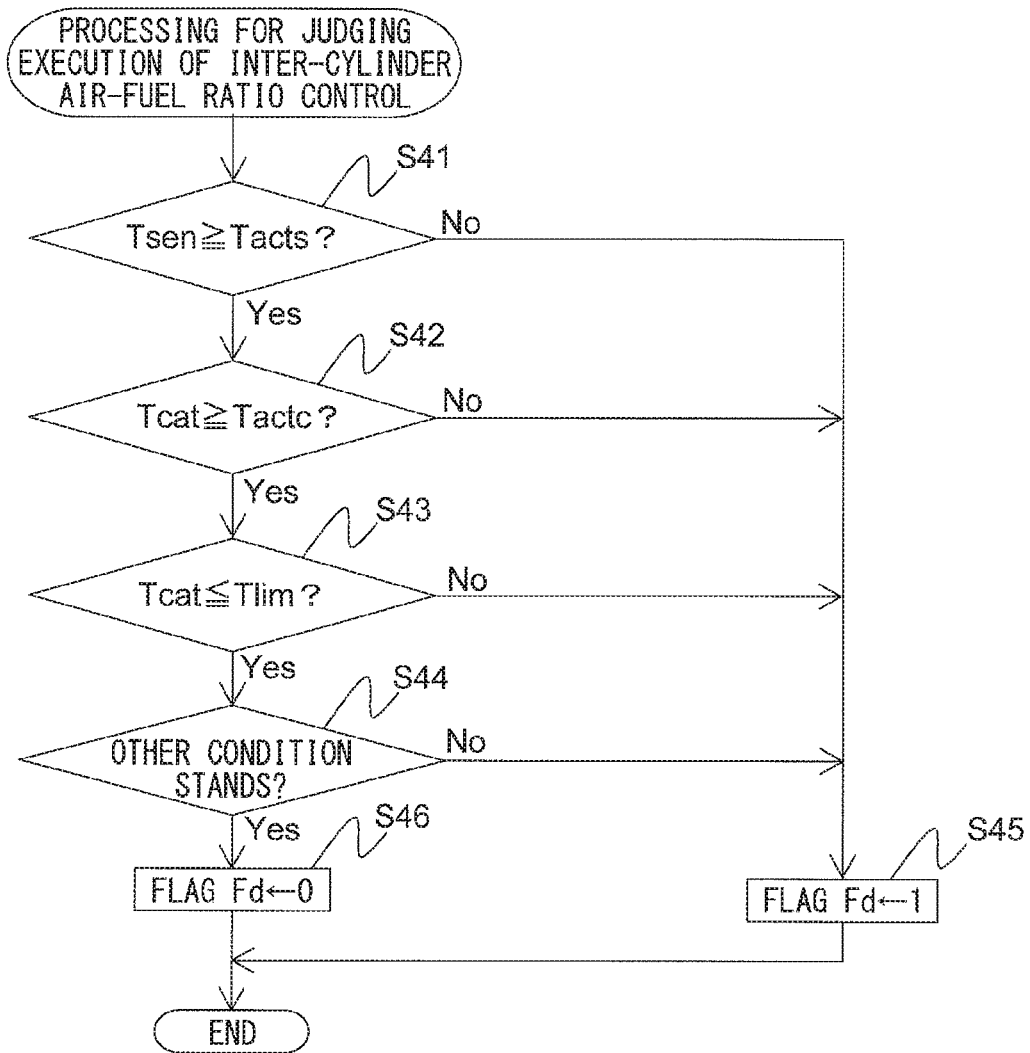 PROCESSING FOR JUDGING
EXECUTION OF INTER-CYLINDER
AIR-FUEL RATIO CONTROL
S41
Tsen≧Tacts?
No
Yes
S42
Tcat≧Tactc?
No
Yes
S43
Tcat≦Tlim?
No
Yes
S44
OTHER CONDITION
STANDS?
No
Yes
S46
FLAG Fd←0
S45
FLAG Fd←1
END